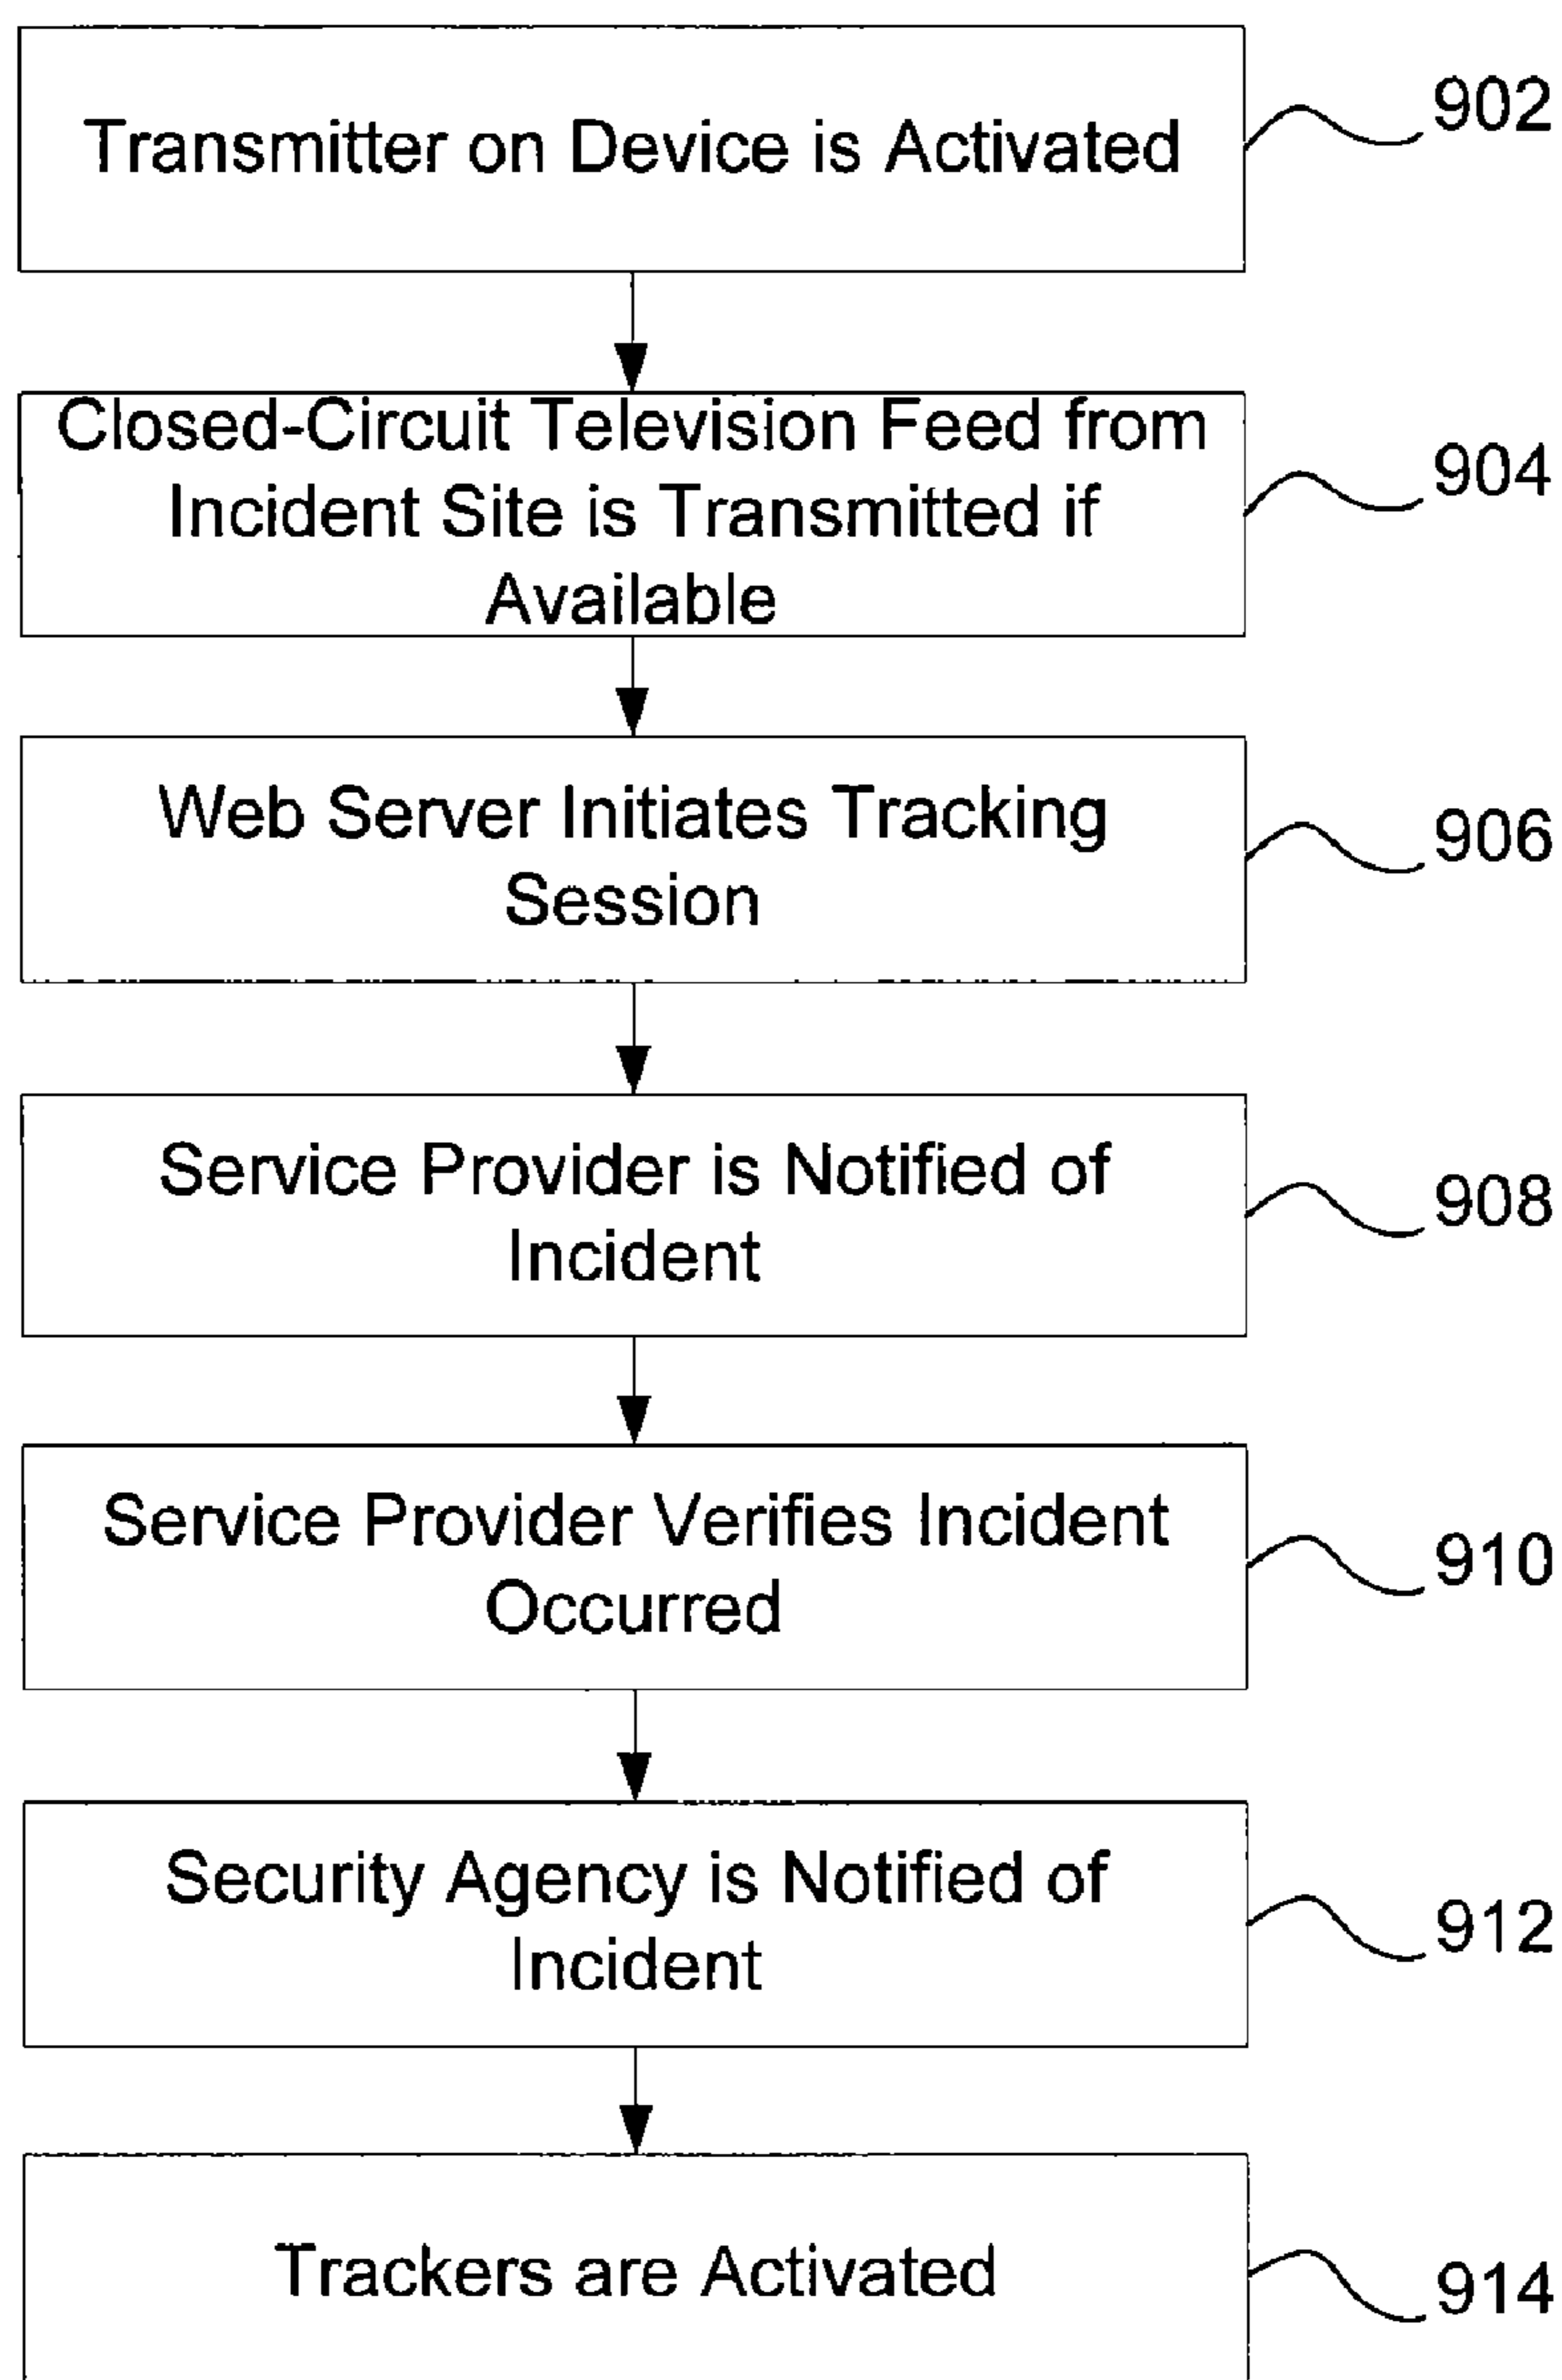 Transmitter on Device is Activated
902
Closed-Circuit Television Feed from
Incident Site is Transmitted if
Available
904
Web Server Initiates Tracking
Session
906
Service Provider is Notified of
Incident
908
Service Provider Verifies Incident
Occurred
910
Security Agency is Notified of
Incident
912
Trackers are Activated
914